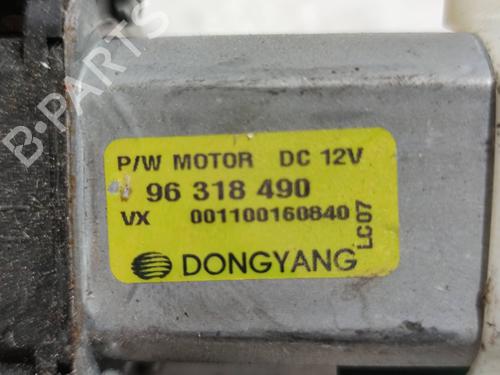 B-PARTS
P/W MOTOR DC 12V
96 318 490
VX 001100160840
LC07
DONGYANG